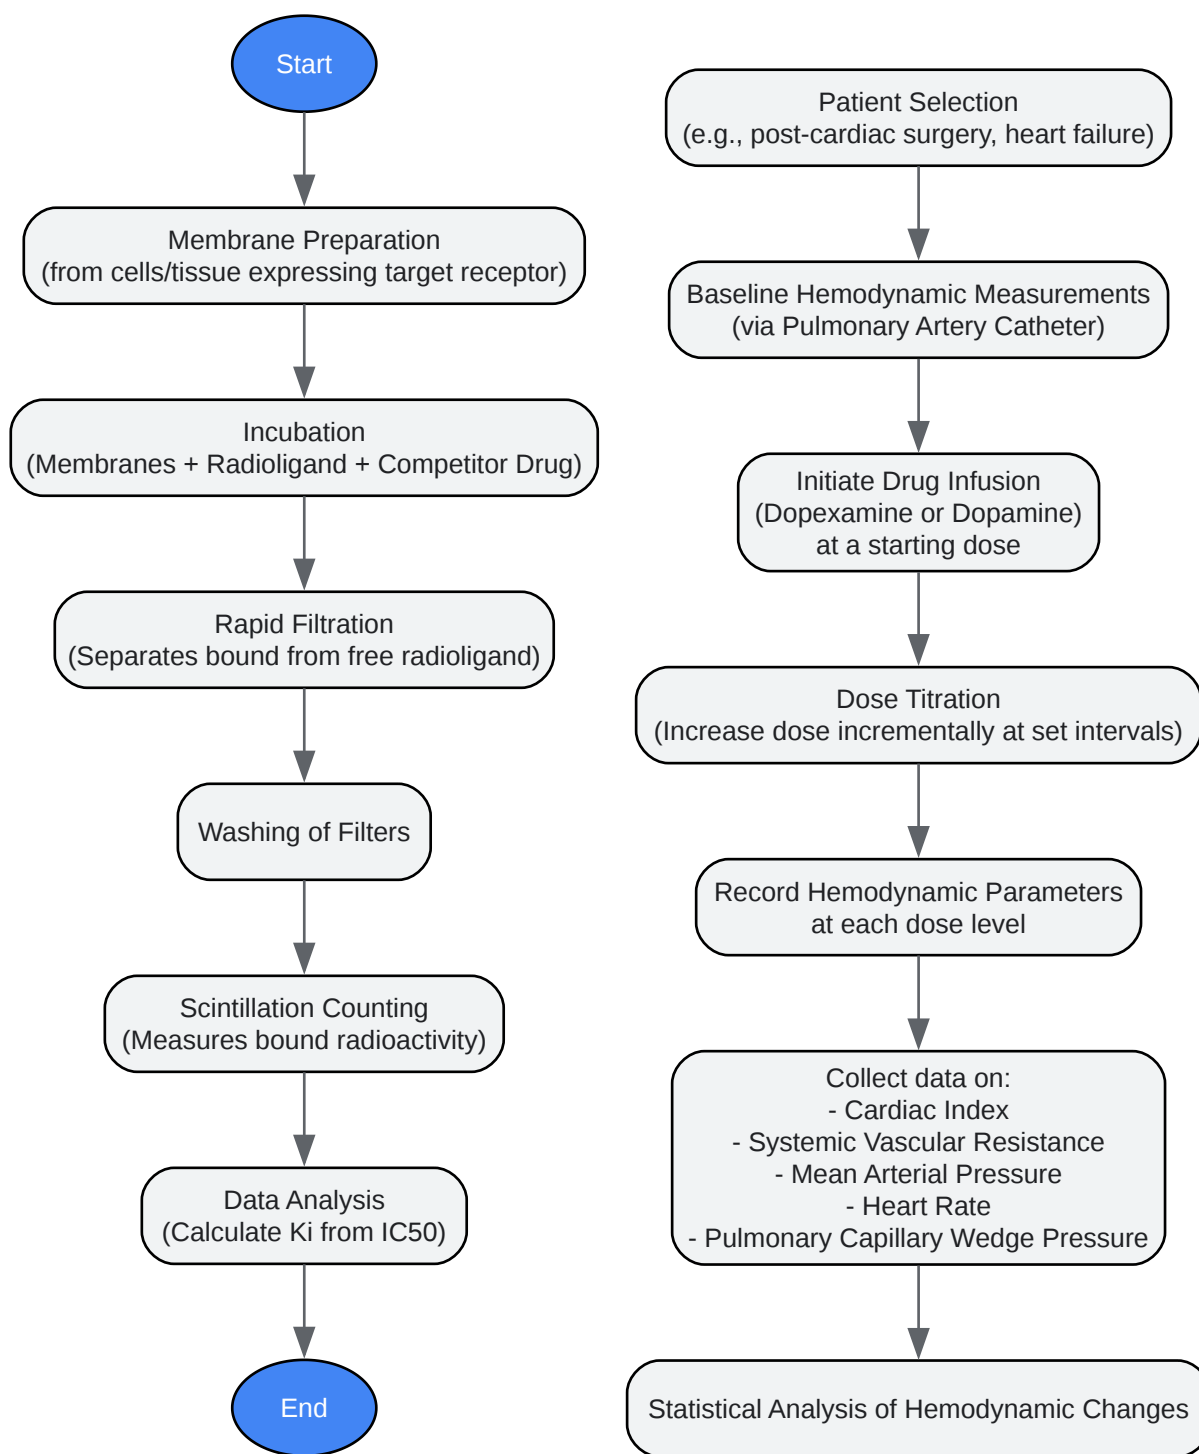 Start
Membrane Preparation
(from cells/tissue expressing target receptor)
Incubation
(Membranes + Radioligand + Competitor Drug)
Rapid Filtration
(Separates bound from free radioligand)
Washing of Filters
Scintillation Counting
(Measures bound radioactivity)
Data Analysis
(Calculate Ki from IC50)
End
Patient Selection
(e.g., post-cardiac surgery, heart failure)
Baseline Hemodynamic Measurements
(via Pulmonary Artery Catheter)
Initiate Drug Infusion
(Dopexamine or Dopamine)
at a starting dose
Dose Titration
(Increase dose incrementally at set intervals)
Record Hemodynamic Parameters
at each dose level
Collect data on:
- Cardiac Index
- Systemic Vascular Resistance
- Mean Arterial Pressure
- Heart Rate
- Pulmonary Capillary Wedge Pressure
Statistical Analysis of Hemodynamic Changes